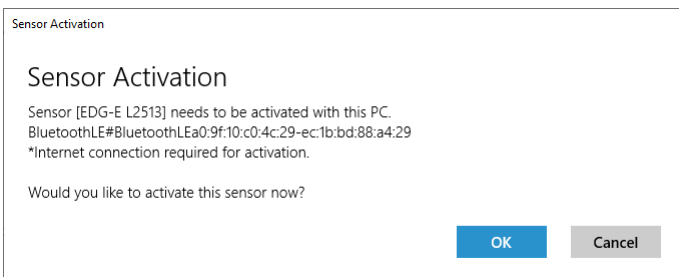 Sensor Activation
Sensor Activation
Sensor [EDG-E L2513] needs to be activated with this PC.
BluetoothLE#BluetoothLEa0:9f:10:c0:4c:29-ec:1b:bd:88:a4:29
*Internet connection required for activation.
Would you like to activate this sensor now?
OK
Cancel